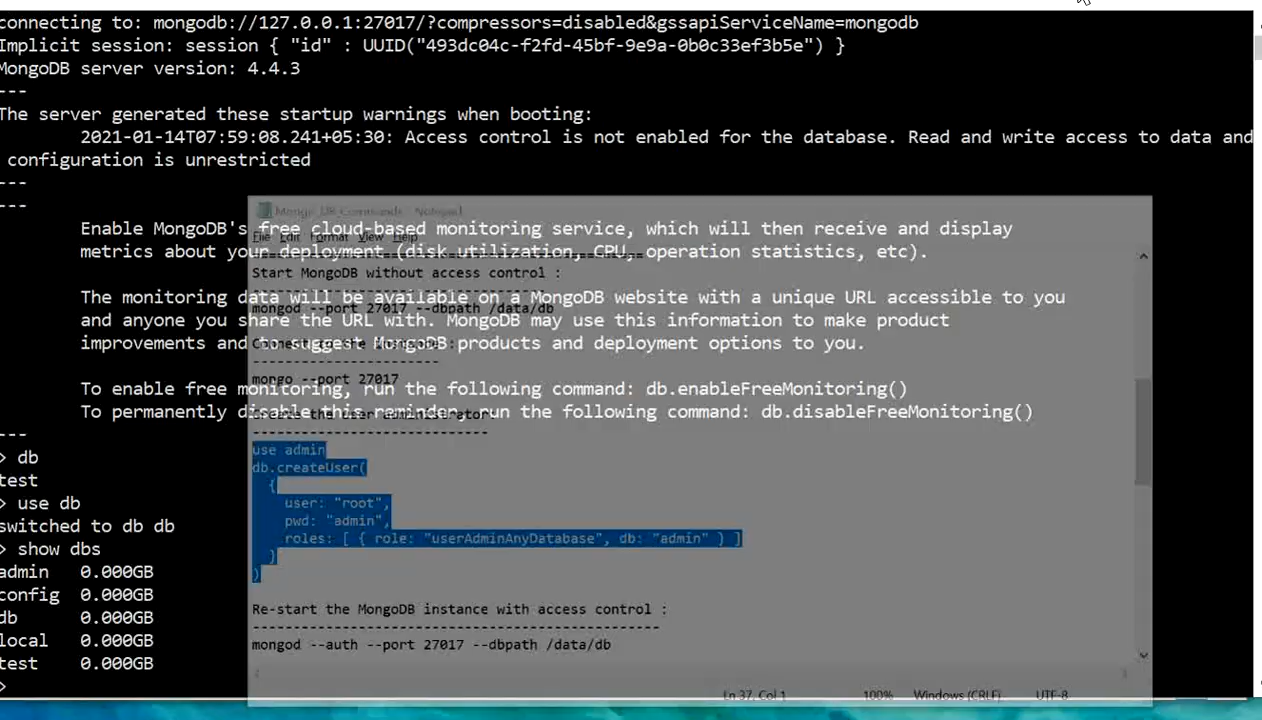 connecting to: mongodb://127.0.0.1:27017/?compressors=disabled&gssapiServiceName=mongodb
Implicit session: session { "id" : UUID("493dc04c-f2fd-45bf-9e9a-0b0c33ef3b5e") }
MongoDB server version: 4.4.3
---
The server generated these startup warnings when booting:
2021-01-14T07:59:08.241+05:30: Access control is not enabled for the database. Read and write access to data and
configuration is unrestricted
---
---
Enable MongoDB's free cloud-based monitoring service, which will then receive and display
metrics about your deployment (disk utilization, CPU, operation statistics, etc).
The monitoring data will be available on a MongoDB website with a unique URL accessible to you
and anyone you share the URL with. MongoDB may use this information to make product
improvements and to suggest MongoDB products and deployment options to you.
To enable free monitoring, run the following command: db.enableFreeMonitoring()
To permanently disable this reminder, run the following command: db.disableFreeMonitoring()
---
> db
test
> use db
switched to db db
> show dbs
admin 0.000GB
config 0.000GB
db 0.000GB
local 0.000GB
test 0.000GB
>
Mongo_DB_Commands - Notepad
File Edit Format View Help
Start MongoDB without access control :
mongod --port 27017 --dbpath /data/db
mongo --port 27017
use admin
db.createUser(
{
user: "root",
pwd: "admin",
roles: [ { role: "userAdminAnyDatabase", db: "admin" } ]
}
)
Re-start the MongoDB instance with access control :
--------------------------------------------------
mongod --auth --port 27017 --dbpath /data/db
Ln 37, Col 1 100% Windows (CRLF) UTF-8